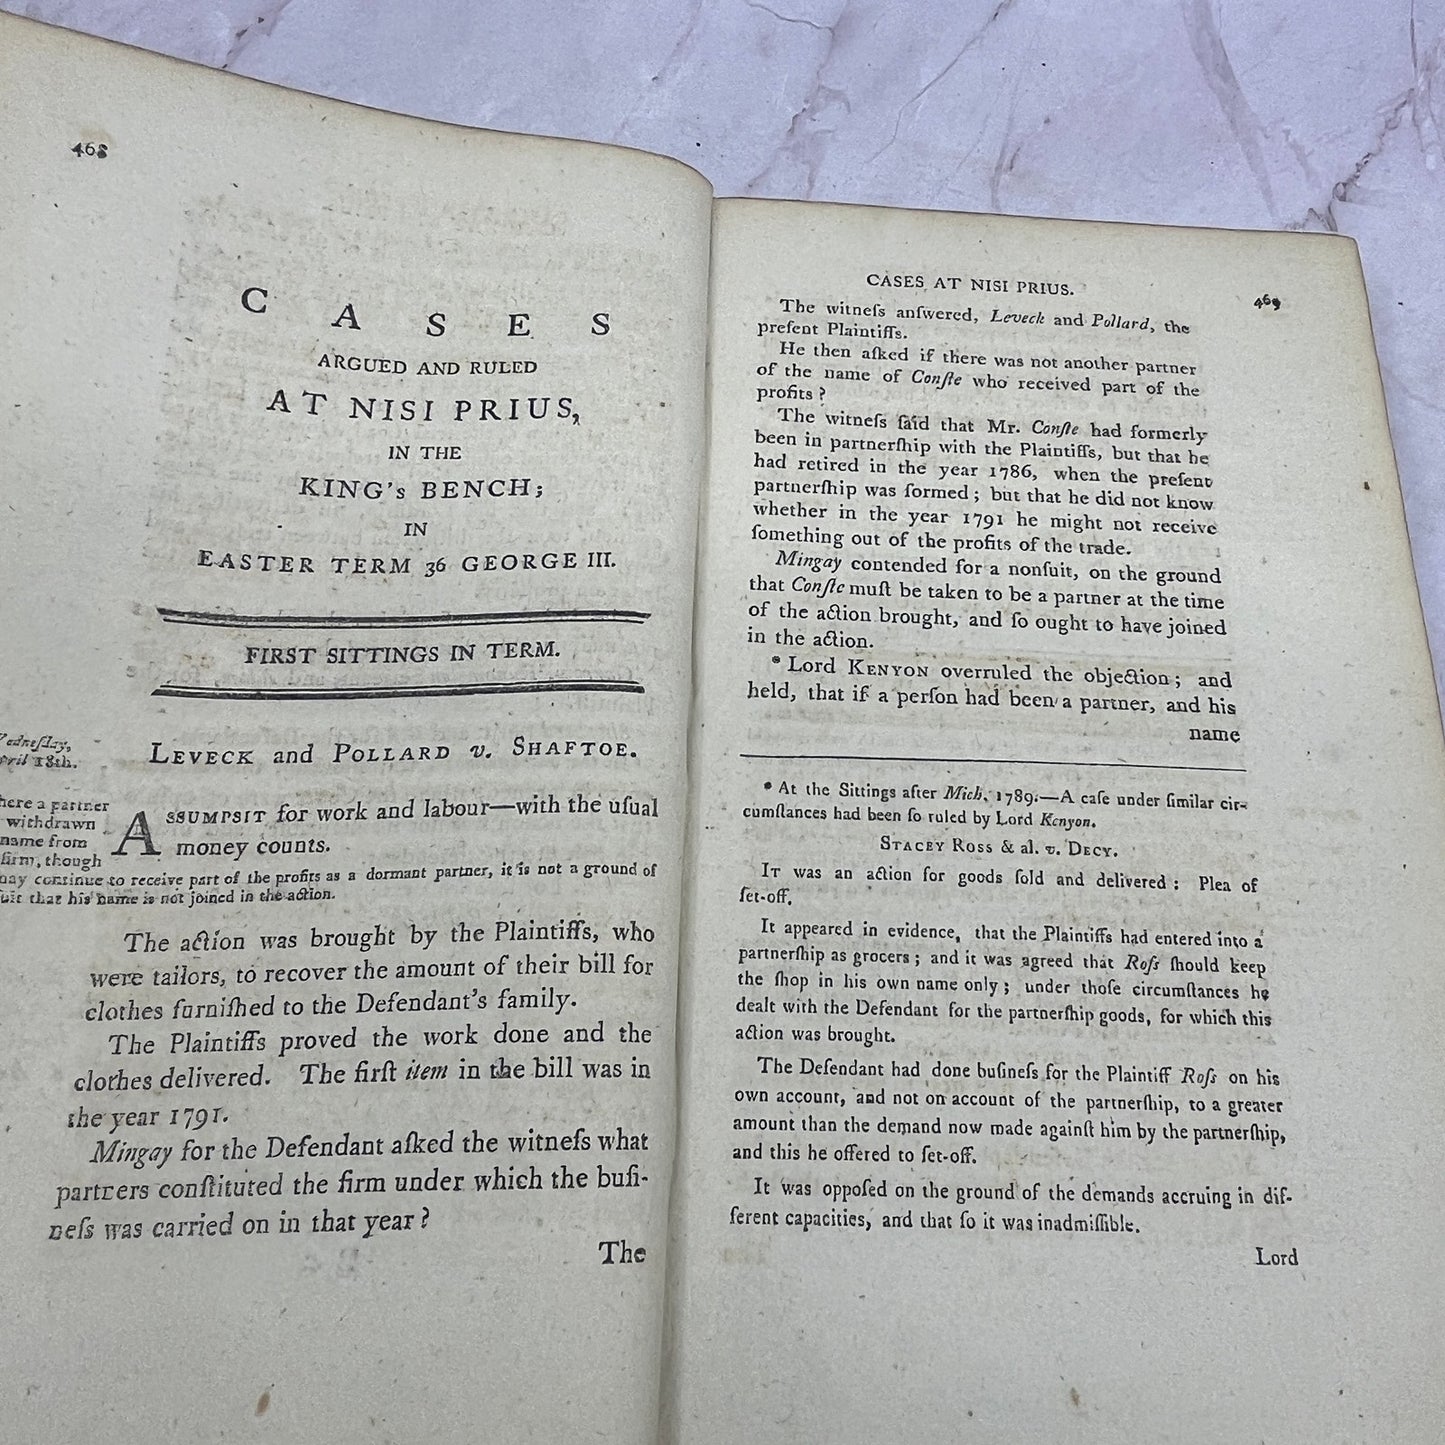 468
CASES
ARGUED AND RULED
AT NISI PRIUS,
IN THE
KING's BENCH;
IN
EASTER TERM 36 GEORGE III.
FIRST SITTINGS IN TERM.
18th.
LEVECK and POLLARD v. SHAFTOE.
a partner
withdrawn
name from
firm, though
ASSUMPSIT for work and labour—with the uſual
money counts.
continue to receive part of the profits as a dormant partner, it is not a ground of
that his name is not joined in the action.
The action was brought by the Plaintiffs, who
were tailors, to recover the amount of their bill for
clothes furniſhed to the Defendant's family.
The Plaintiffs proved the work done and the
clothes delivered. The firſt item in the bill was in
the year 1791.
Mingay for the Defendant aſked the witneſs what
partners conſtituted the firm under which the buſi-
neſs was carried on in that year?
The
CASES AT NISI PRIUS.
469
The witneſs anſwered, Leveck and Pollard, the
preſent Plaintiffs.
He then aſked if there was not another partner
of the name of Conſte who received part of the
profits?
The witneſs ſaid that Mr. Conſte had formerly
been in partnerſhip with the Plaintiffs, but that he
had retired in the year 1786, when the preſent
partnerſhip was formed; but that he did not know
whether in the year 1791 he might not receive
ſomething out of the profits of the trade.
Mingay contended for a nonſuit, on the ground
that Conſte muſt be taken to be a partner at the time
of the action brought, and ſo ought to have joined
in the action.
* Lord KENYON overruled the objection; and
held, that if a perſon had been a partner, and his
name
* At the Sittings after Mich. 1789.—A caſe under ſimilar cir-
cumſtances had been ſo ruled by Lord Kenyon.
STACEY ROSS & al. v. DECY.
IT was an action for goods ſold and delivered: Plea of
ſet-off.
It appeared in evidence, that the Plaintiffs had entered into a
partnerſhip as grocers; and it was agreed that Roſs ſhould keep
the ſhop in his own name only; under thoſe circumſtances he
dealt with the Defendant for the partnerſhip goods, for which this
action was brought.
The Defendant had done buſineſs for the Plaintiff Roſs on his
own account, and not on account of the partnerſhip, to a greater
amount than the demand now made againſt him by the partnerſhip,
and this he offered to ſet-off.
It was oppoſed on the ground of the demands accruing in dif-
ferent capacities, and that ſo it was inadmiſſible.
Lord